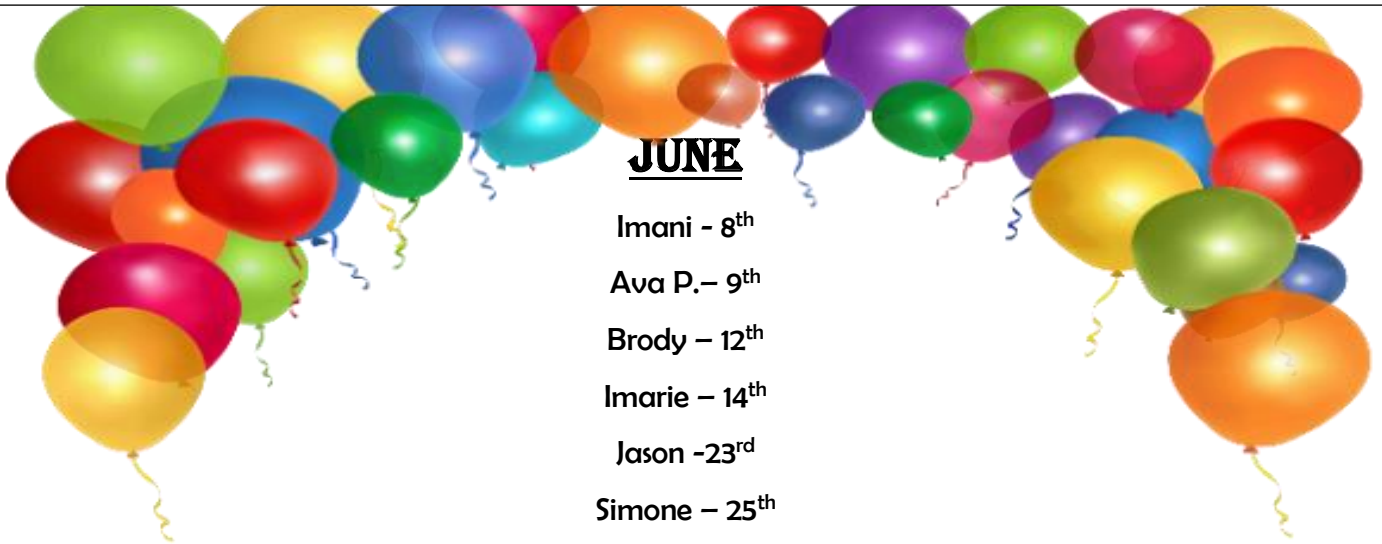 JUNE
Imani - 8th
Ava P.– 9th
Brody – 12th
Imarie – 14th
Jason -23rd
Simone – 25th